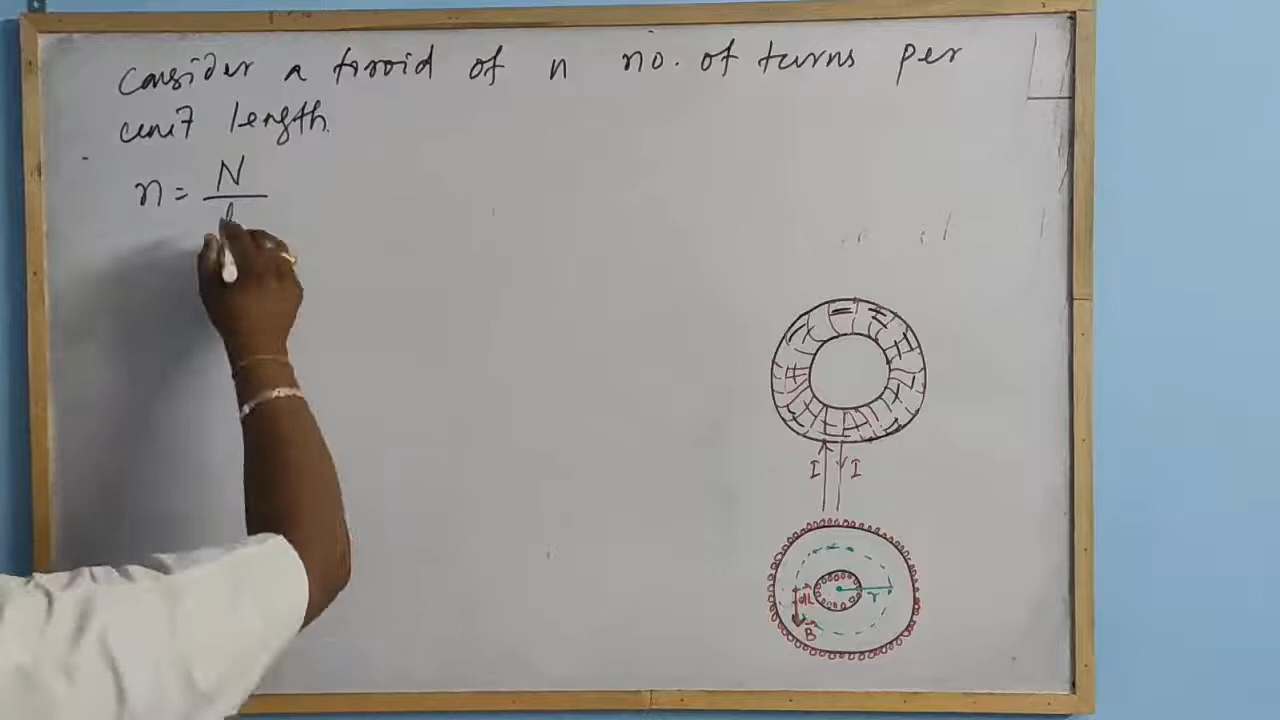 Consider a toroid of n no. of turns per
unit length.
n = N
l
I I
r
dl
B